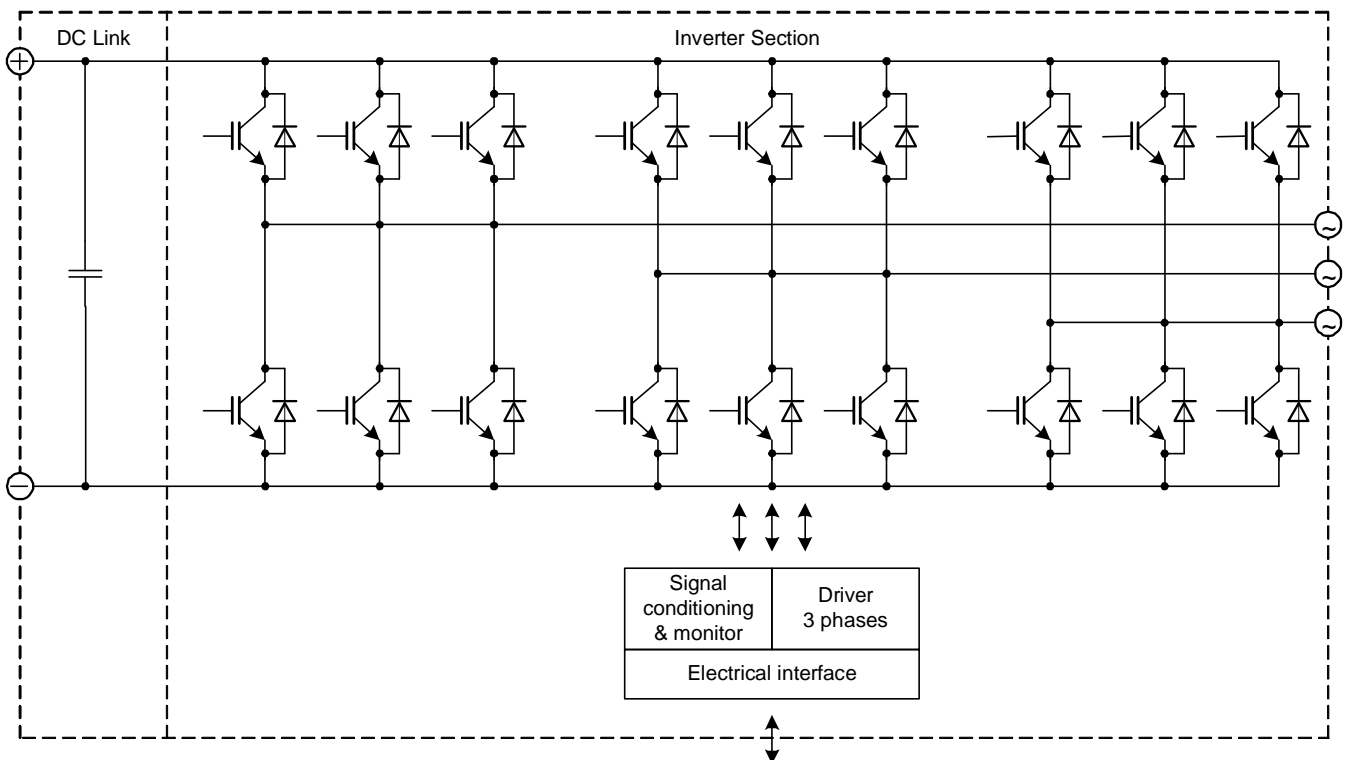 DC Link
Inverter Section
+
~
~
~
−
Signal
conditioning
& monitor
Driver
3 phases
Electrical interface